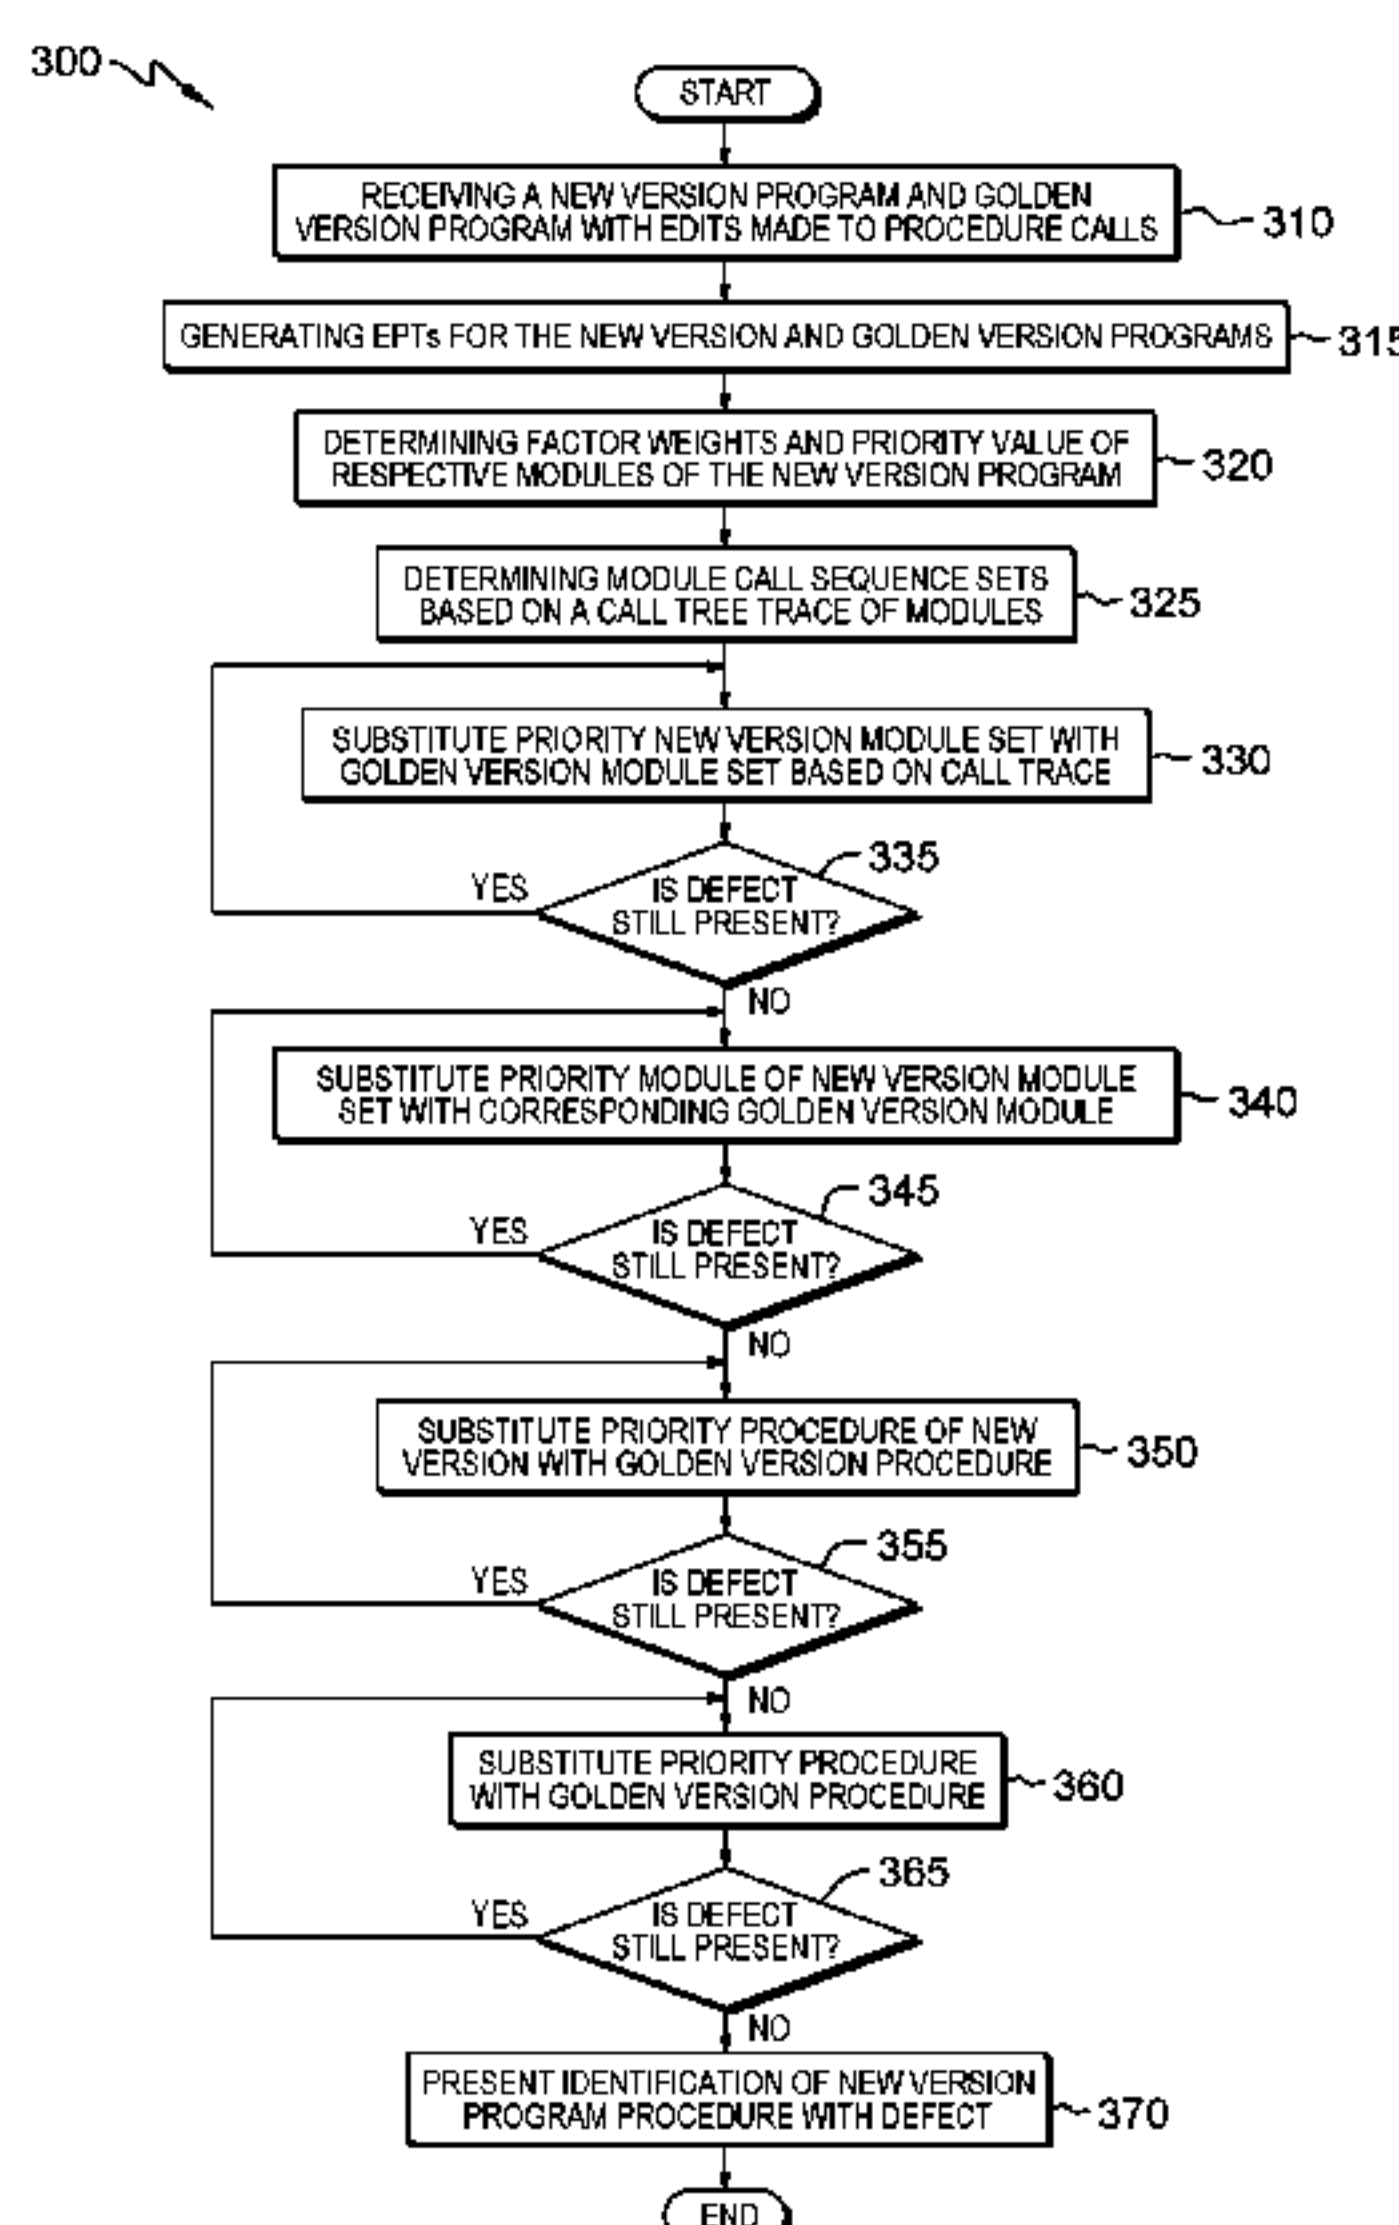 300
START
RECEIVING A NEW VERSION PROGRAM AND GOLDEN
VERSION PROGRAM WITH EDITS MADE TO PROCEDURE CALLS
310
GENERATING EPTs FOR THE NEW VERSION AND GOLDEN VERSION PROGRAMS
315
DETERMINING FACTOR WEIGHTS AND PRIORITY VALUE OF
RESPECTIVE MODULES OF THE NEW VERSION PROGRAM
320
DETERMINING MODULE CALL SEQUENCE SETS
BASED ON A CALL TREE TRACE OF MODULES
325
SUBSTITUTE PRIORITY NEW VERSION MODULE SET WITH
GOLDEN VERSION MODULE SET BASED ON CALL TRACE
330
335
YES
IS DEFECT
STILL PRESENT?
NO
SUBSTITUTE PRIORITY MODULE OF NEW VERSION MODULE
SET WITH CORRESPONDING GOLDEN VERSION MODULE
340
345
YES
IS DEFECT
STILL PRESENT?
NO
SUBSTITUTE PRIORITY PROCEDURE OF NEW
VERSION WITH GOLDEN VERSION PROCEDURE
350
355
YES
IS DEFECT
STILL PRESENT?
NO
SUBSTITUTE PRIORITY PROCEDURE
WITH GOLDEN VERSION PROCEDURE
360
365
YES
IS DEFECT
STILL PRESENT?
NO
PRESENT IDENTIFICATION OF NEW VERSION
PROGRAM PROCEDURE WITH DEFECT
370
END